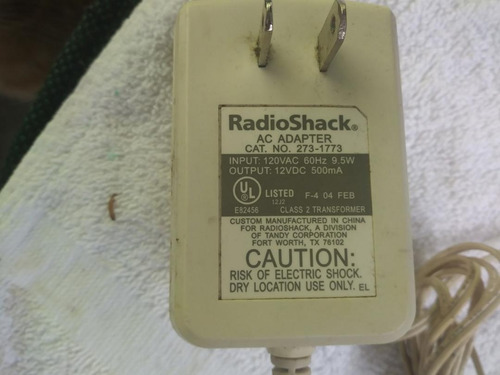 RadioShack®
AC ADAPTER
CAT. NO. 273-1773
INPUT: 120VAC 60Hz 9.5W
OUTPUT: 12VDC 500mA
UL LISTED F-4 04 FEB
12J2
E82456 CLASS 2 TRANSFORMER
CUSTOM MANUFACTURED IN CHINA
FOR RADIOSHACK, A DIVISION
OF TANDY CORPORATION
FORT WORTH, TX 76102
CAUTION:
RISK OF ELECTRIC SHOCK.
DRY LOCATION USE ONLY. EL